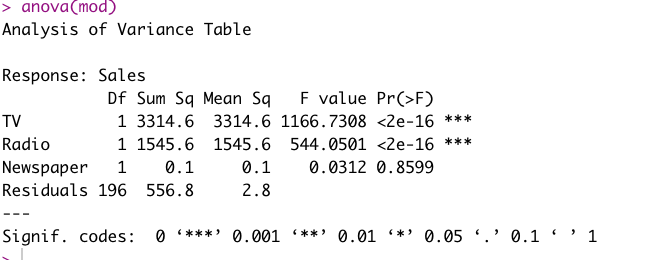 > anova(mod)
Analysis of Variance Table

Response: Sales
           Df Sum Sq Mean Sq   F value Pr(>F)    
TV          1 3314.6  3314.6 1166.7308 <2e-16 ***
Radio       1 1545.6  1545.6  544.0501 <2e-16 ***
Newspaper   1    0.1     0.1    0.0312 0.8599    
Residuals 196  556.8     2.8                     
---
Signif. codes:  0 ‘***’ 0.001 ‘**’ 0.01 ‘*’ 0.05 ‘.’ 0.1 ‘ ’ 1
>